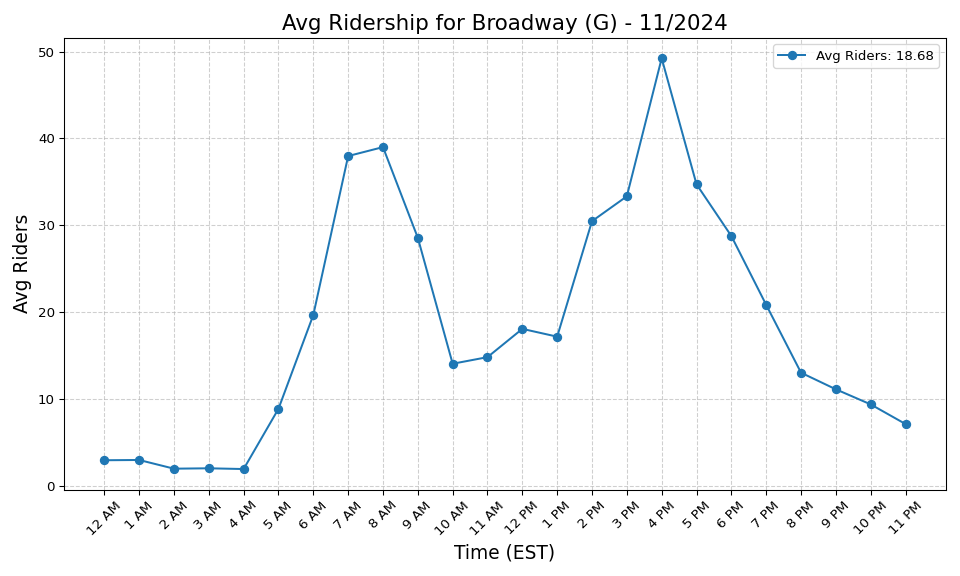 Avg Ridership for Broadway (G) - 11/2024
Avg Riders: 18.68
Avg Riders
50
40
30
20
10
0
12 AM
1 AM
2 AM
3 AM
4 AM
5 AM
6 AM
7 AM
8 AM
9 AM
10 AM
11 AM
12 PM
1 PM
2 PM
3 PM
4 PM
5 PM
6 PM
7 PM
8 PM
9 PM
10 PM
11 PM
Time (EST)